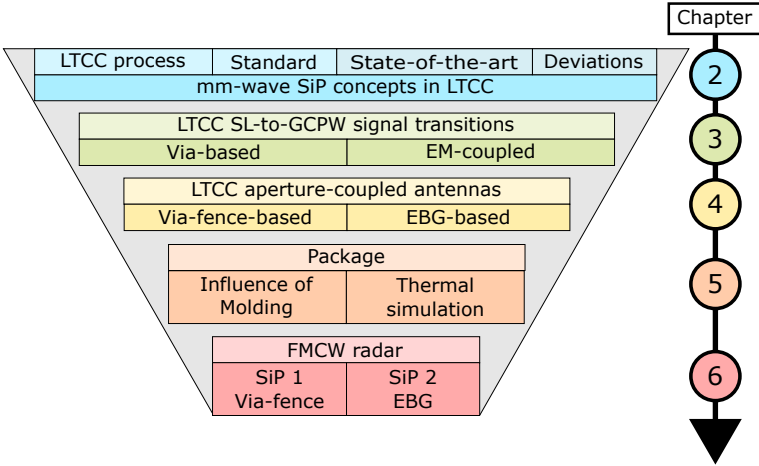 Chapter
LTCC process
Standard
State-of-the-art
Deviations
mm-wave SiP concepts in LTCC
2
LTCC SL-to-GCPW signal transitions
Via-based
EM-coupled
3
LTCC aperture-coupled antennas
Via-fence-based
EBG-based
4
Package
Influence of
Molding
Thermal
simulation
5
FMCW radar
SiP 1
Via-fence
SiP 2
EBG
6